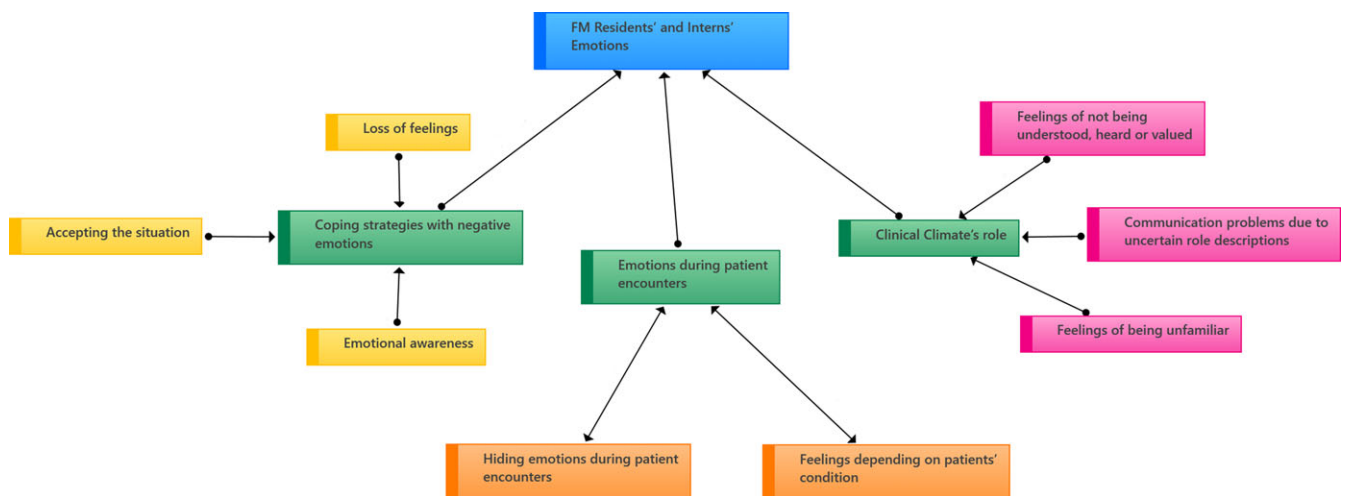 FM Residents' and Interns'
Emotions
Loss of feelings
Feelings of not being
understood, heard or valued
Accepting the situation
Coping strategies with negative
emotions
Clinical Climate's role
Communication problems due to
uncertain role descriptions
Emotions during patient
encounters
Emotional awareness
Feelings of being unfamiliar
Hiding emotions during patient
encounters
Feelings depending on patients'
condition